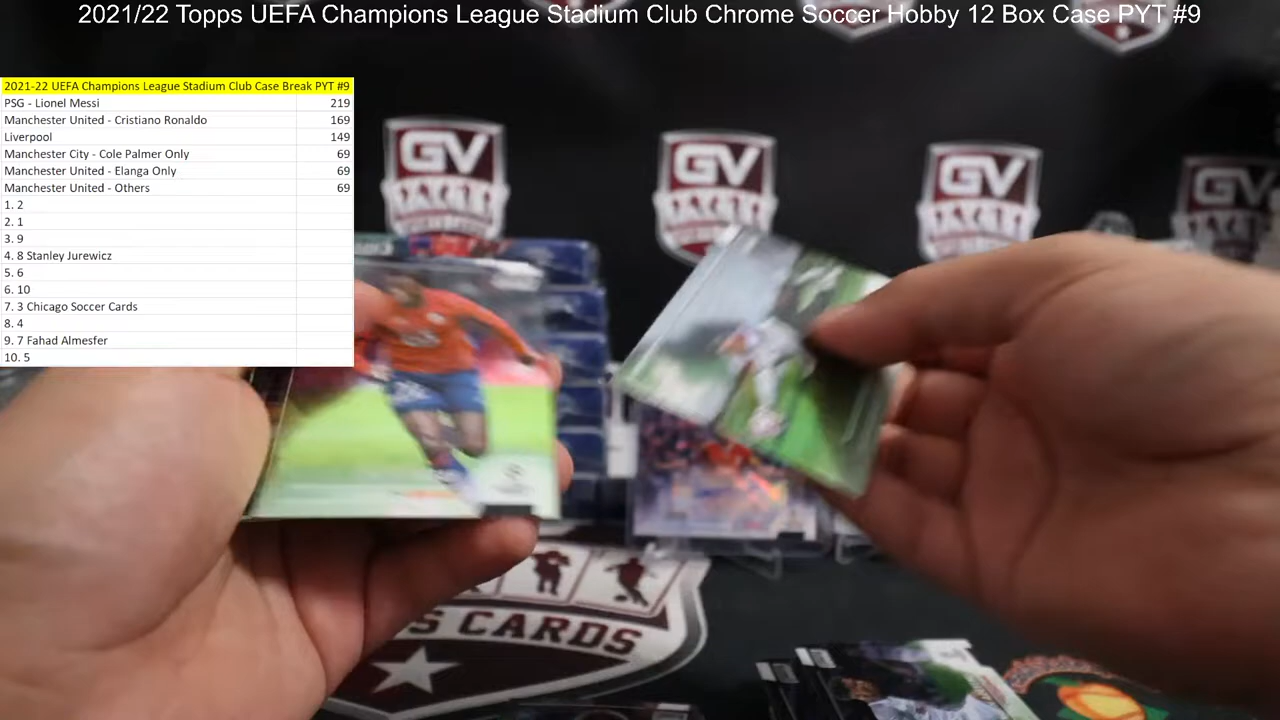 2021/22 Topps UEFA Champions League Stadium Club Chrome Soccer Hobby 12 Box Case PYT #9
2021-22 UEFA Champions League Stadium Club Case Break PYT #9
PSG - Lionel Messi 219
Manchester United - Cristiano Ronaldo 169
Liverpool 149
Manchester City - Cole Palmer Only 69
Manchester United - Elanga Only 69
Manchester United - Others 69
1. 2
2. 1
3. 9
4. 8 Stanley Jurewicz
5. 6
6. 10
7. 3 Chicago Soccer Cards
8. 4
9. 7 Fahad Almesfer
10. 5
GV
GV
GV
GV
S CARDS